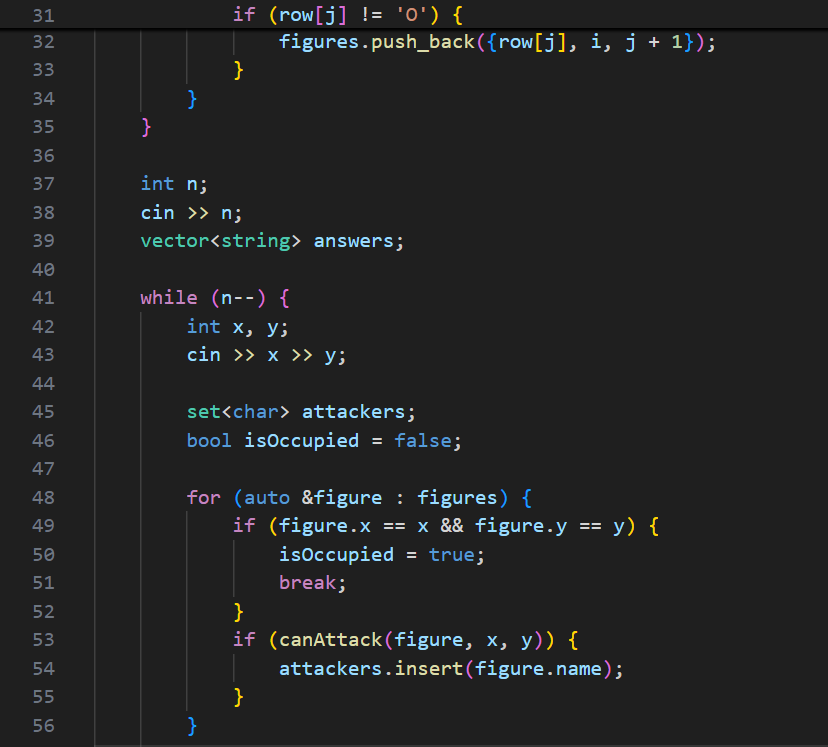 31 if (row[j] != 'O') {
32 figures.push_back({row[j], i, j + 1});
33 }
34 }
35 }
36
37 int n;
38 cin >> n;
39 vector<string> answers;
40
41 while (n--) {
42 int x, y;
43 cin >> x >> y;
44
45 set<char> attackers;
46 bool isOccupied = false;
47
48 for (auto &figure : figures) {
49 if (figure.x == x && figure.y == y) {
50 isOccupied = true;
51 break;
52 }
53 if (canAttack(figure, x, y)) {
54 attackers.insert(figure.name);
55 }
56 }